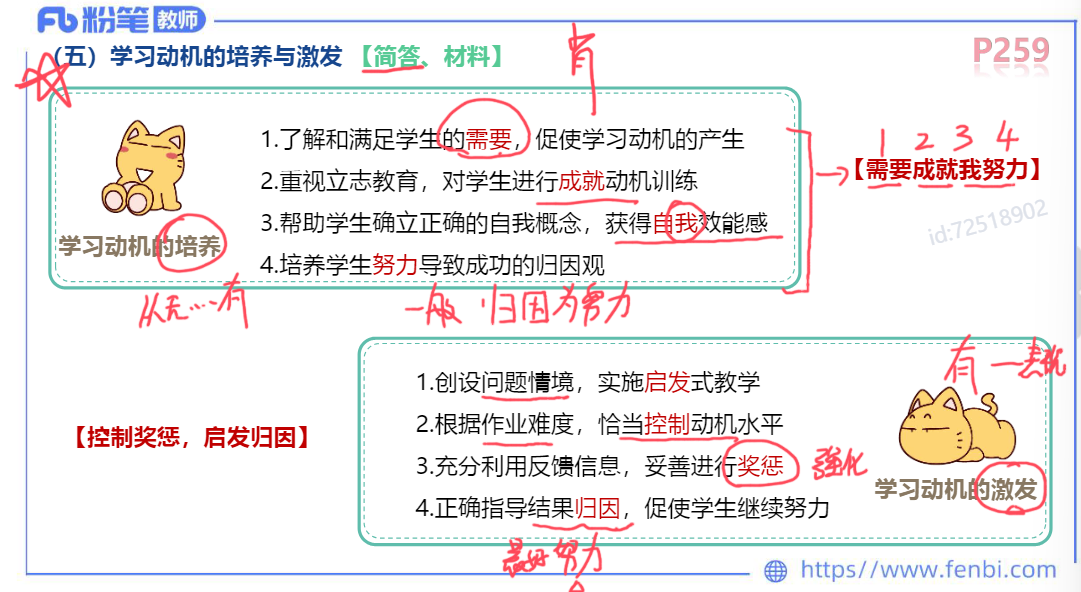 粉笔 教师
(五）学习动机的培养与激发 【简答、材料】
P259
1.了解和满足学生的需要，促使学习动机的产生
2.重视立志教育，对学生进行成就动机训练
3.帮助学生确立正确的自我概念，获得自我效能感
4.培养学生努力导致成功的归因观
学习动机的培养
1 2 3 4
【需要成就我努力】
id:72518902
从无……有
一般 归因为努力
有
1.创设问题情境，实施启发式教学
2.根据作业难度，恰当控制动机水平
3.充分利用反馈信息，妥善进行奖惩
强化
4.正确指导结果归因，促使学生继续努力
学习动机的激发
【控制奖惩，启发归因】
最好 努力
https//www.fenbi.com